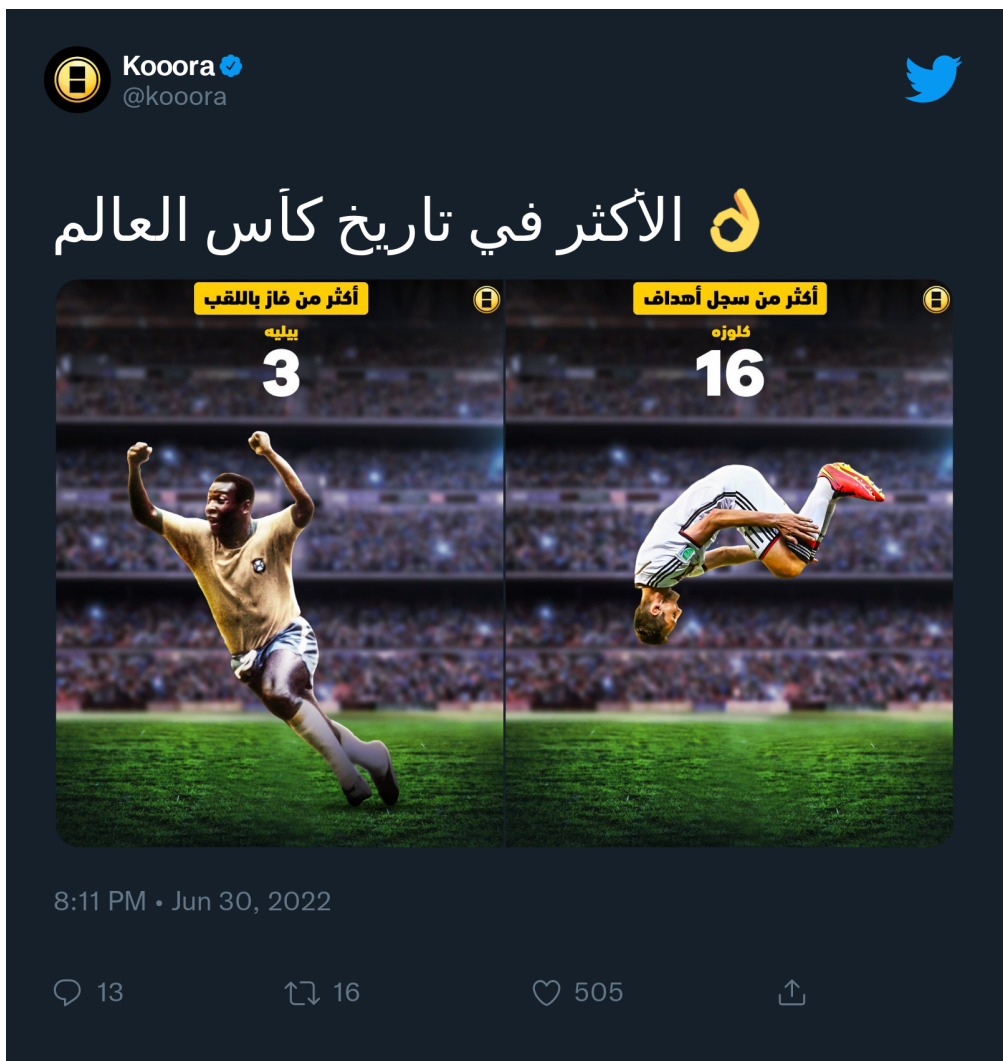 Kooora
@kooora
👌 الأكثر في تاريخ كأس العالم
أكثر من سجل أهداف
كلوزه
16
أكثر من فاز باللقب
بيليه
3
8:11 PM • Jun 30, 2022
13 16 505